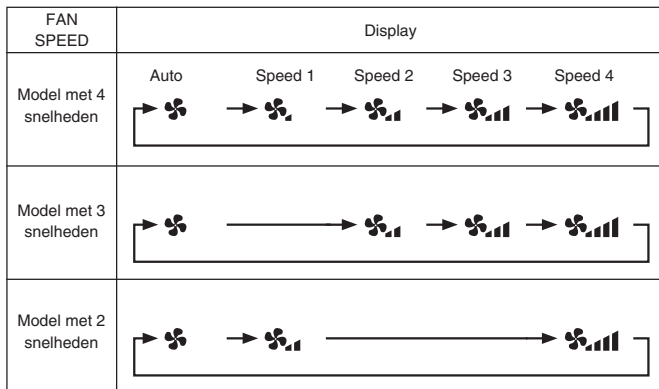 FAN
SPEED
Display
Model met 4
snelheden
Auto
Speed 1
Speed 2
Speed 3
Speed 4
Model met 3
snelheden
Model met 2
snelheden